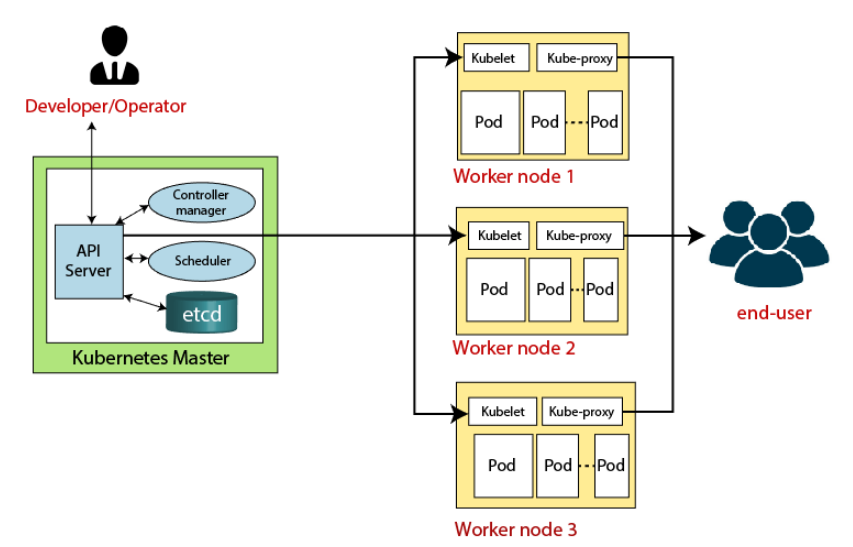 Developer/Operator
Controller
manager
API
Server
Scheduler
etcd
Kubernetes Master
Kubelet Kube-proxy
Pod Pod Pod
Worker node 1
Kubelet Kube-proxy
Pod Pod Pod
Worker node 2
Kubelet Kube-proxy
Pod Pod Pod
Worker node 3
end-user